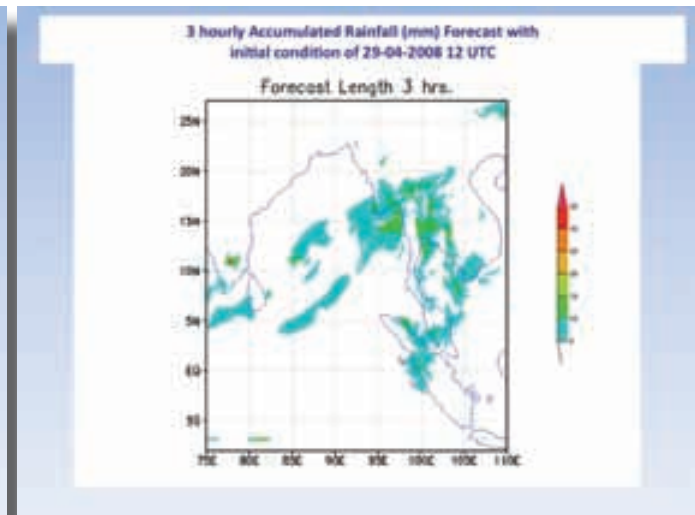 3 hourly Accumulated Rainfall (mm) Forecast with
initial condition of 29-04-2008 12 UTC
Forecast Length 3 hrs.
25N
20N
15N
10N
5N
EQ
5S
75E 80E 85E 90E 95E 100E 105E 110E